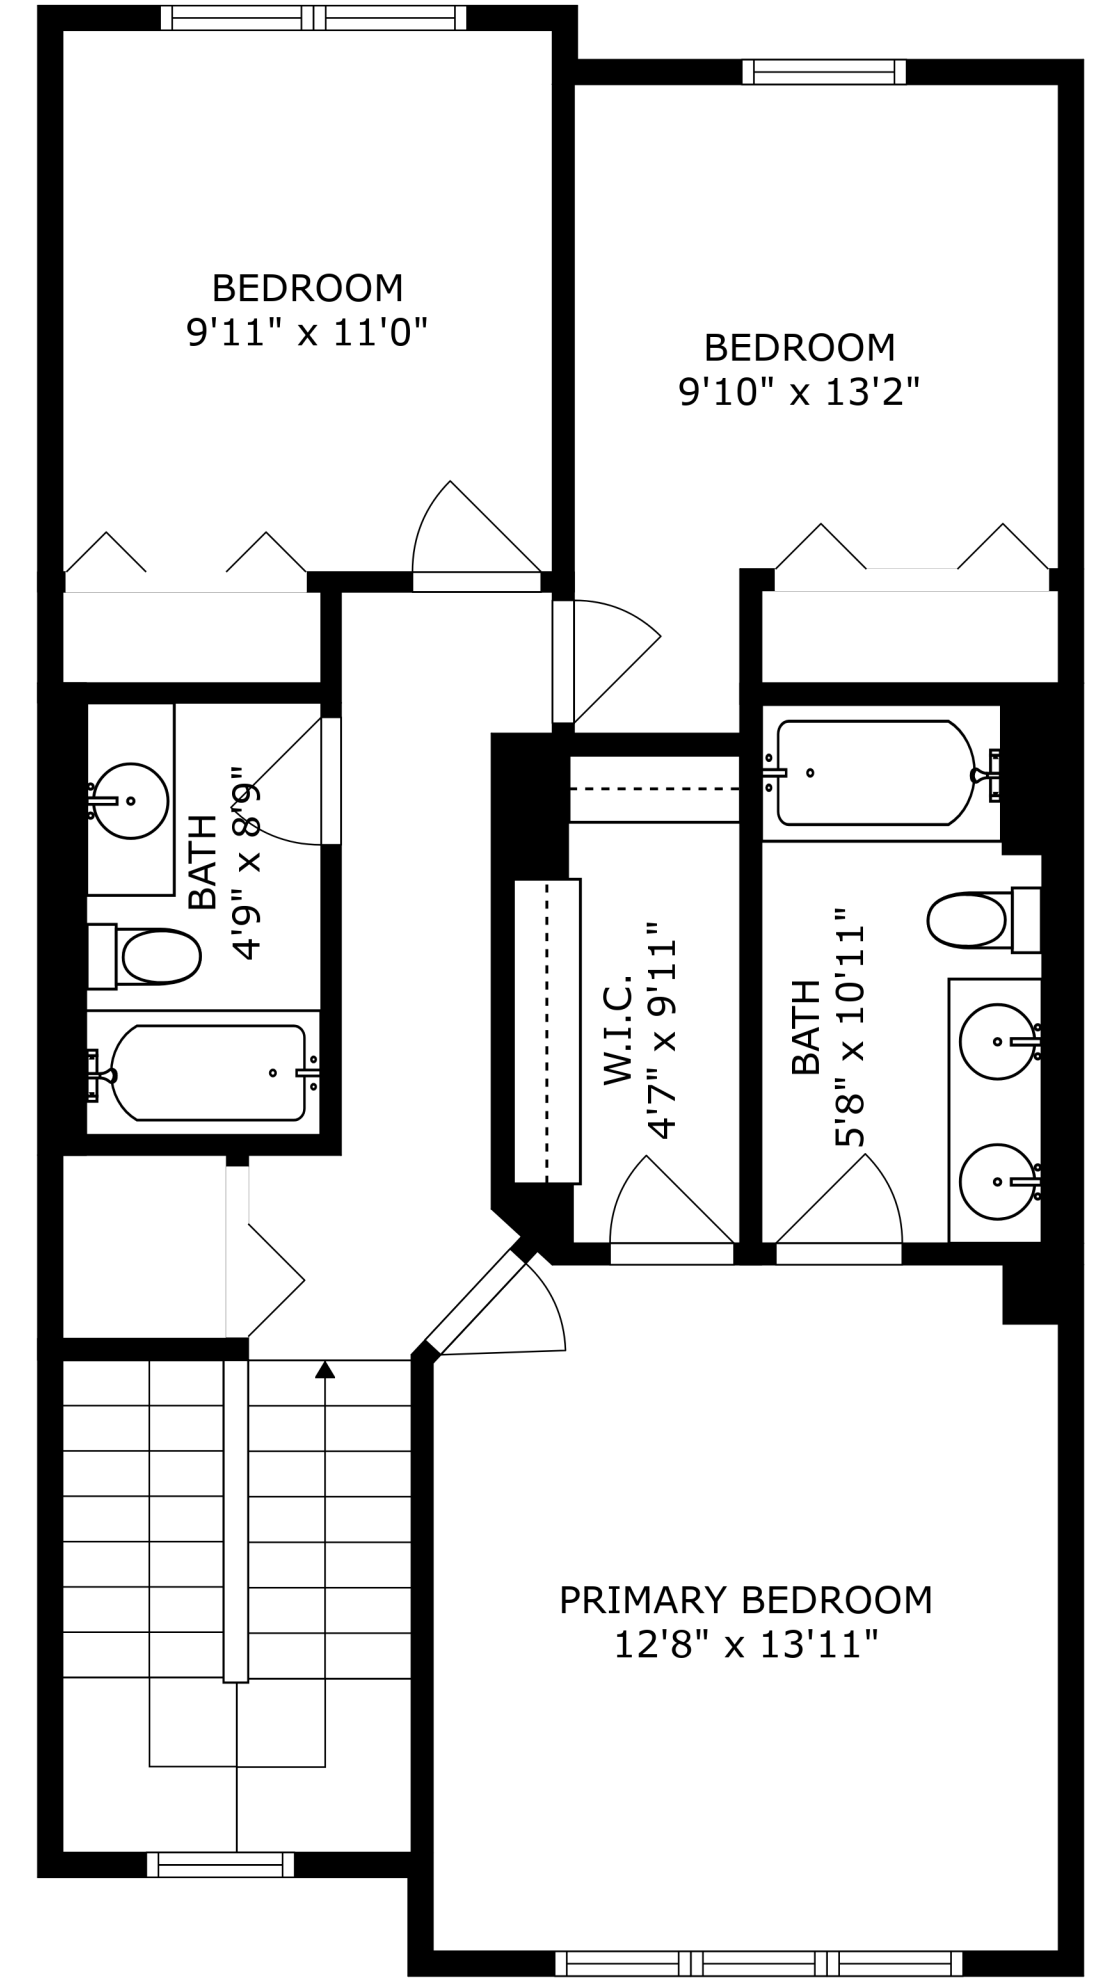 BEDROOM
9'11" x 11'0"
BEDROOM
9'10" x 13'2"
BATH
4'9" x 8'9"
W.I.C.
4'7" x 9'11"
BATH
5'8" x 10'11"
PRIMARY BEDROOM
12'8" x 13'11"